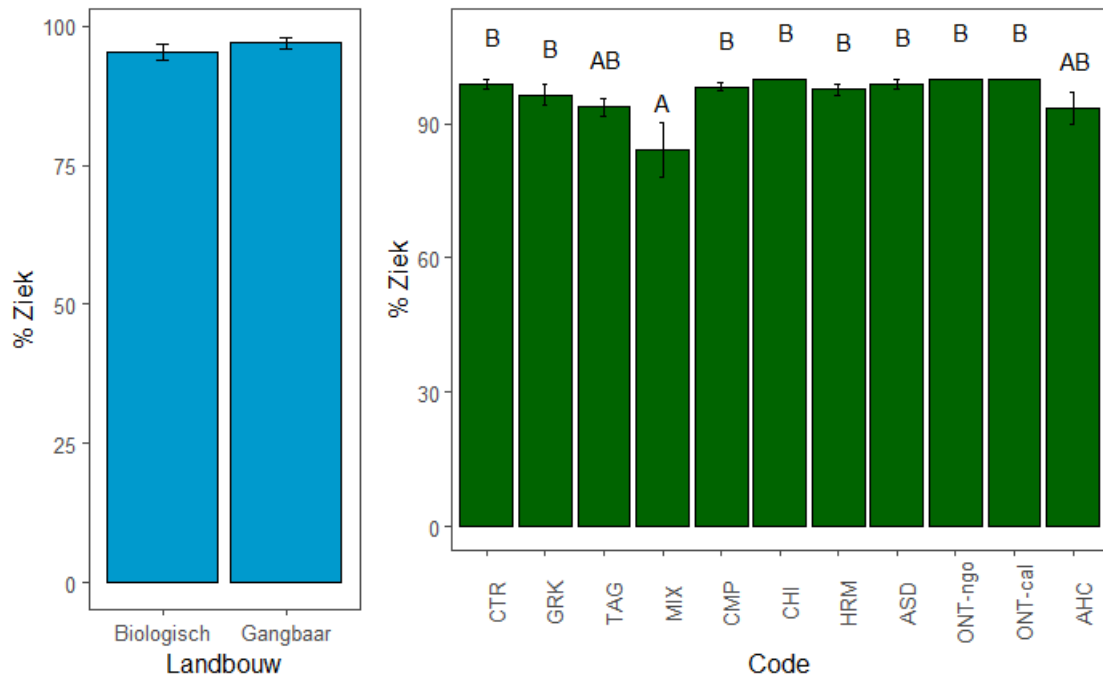 % Ziek
100
75
50
25
0
Biologisch Gangbaar
Landbouw
% Ziek
90
60
30
0
B B AB A B B B B B B AB
CTR GRK TAG MIX CMP CHI HRM ASD ONT-ngo ONT-cal AHC
Code